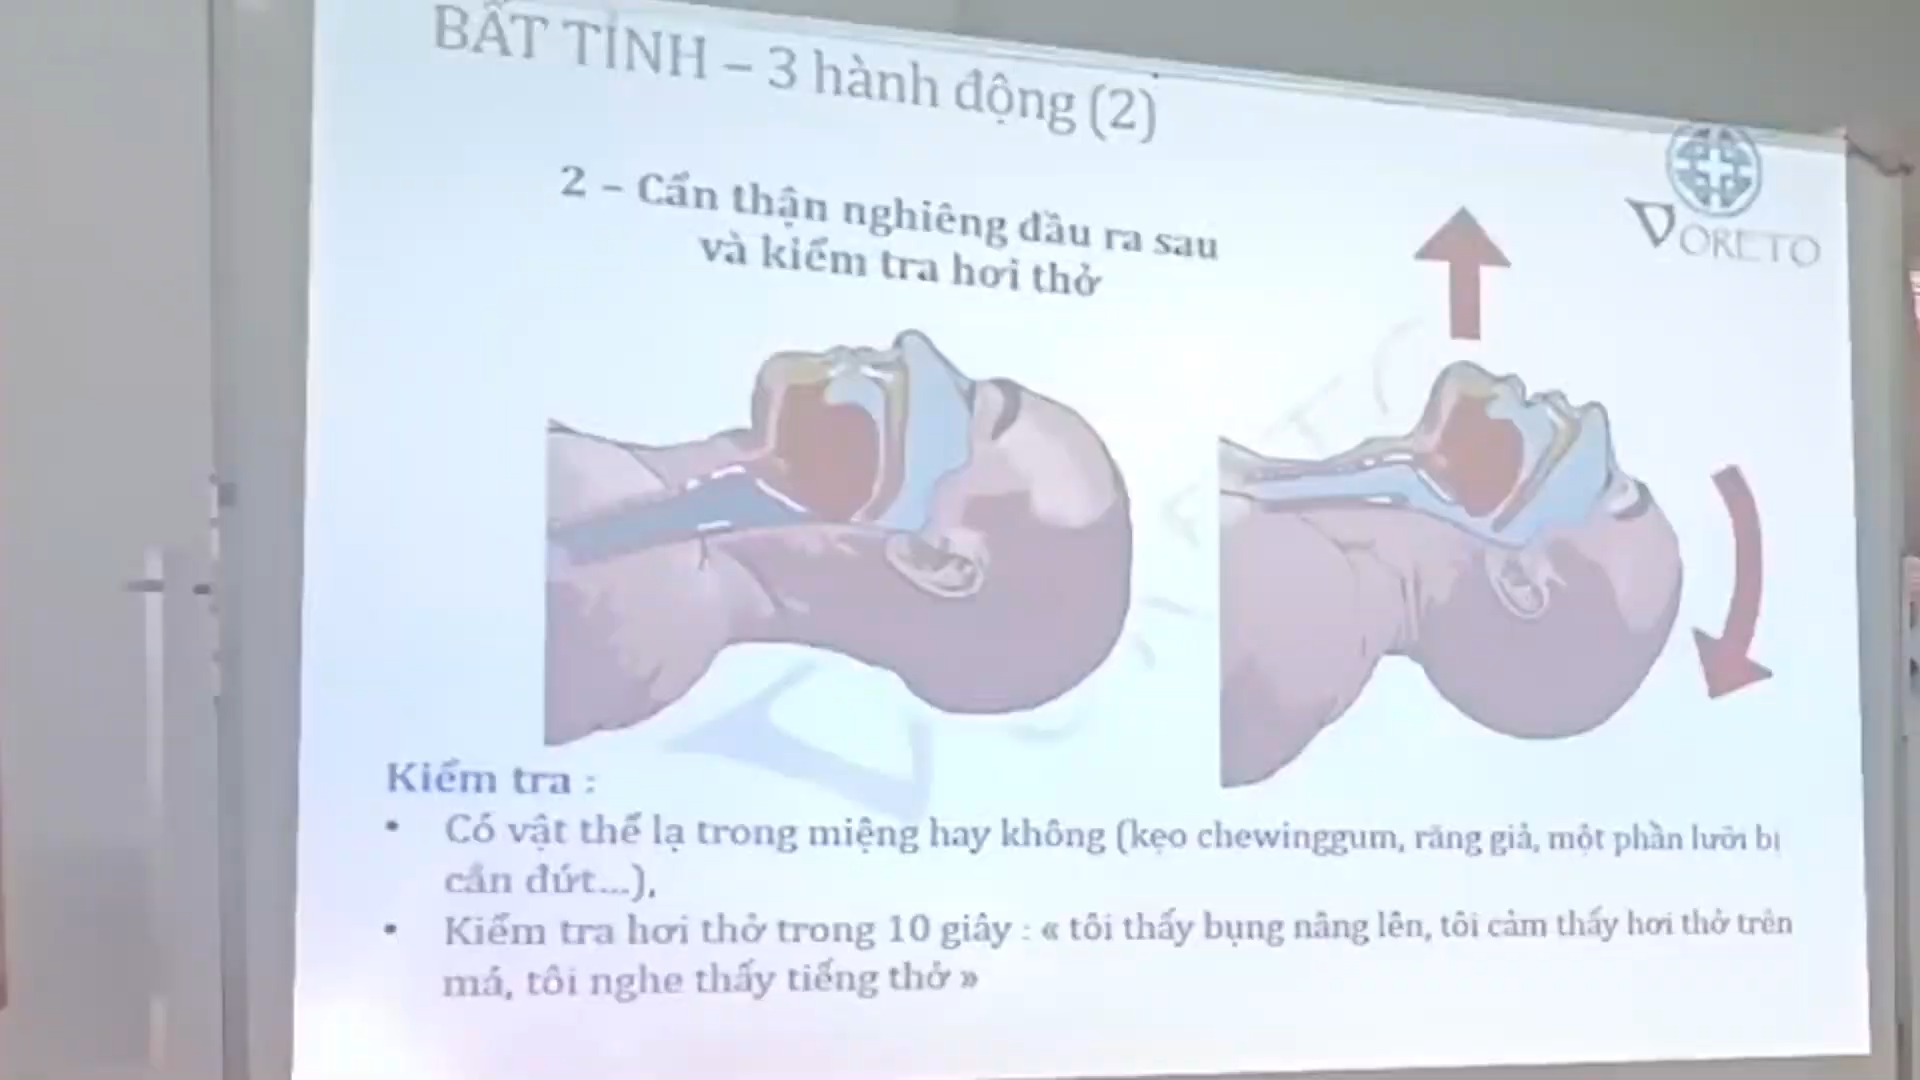 BẤT TỈNH – 3 hành động (2)
2 – Cẩn thận nghiêng đầu ra sau
và kiểm tra hơi thở
VORETO
Kiểm tra :
• Có vật thể lạ trong miệng hay không (kẹo chewinggum, răng giả, một phần lưỡi bị
cắn đứt...),
• Kiểm tra hơi thở trong 10 giây : « tôi thấy bụng nâng lên, tôi cảm thấy hơi thở trên
má, tôi nghe thấy tiếng thở »